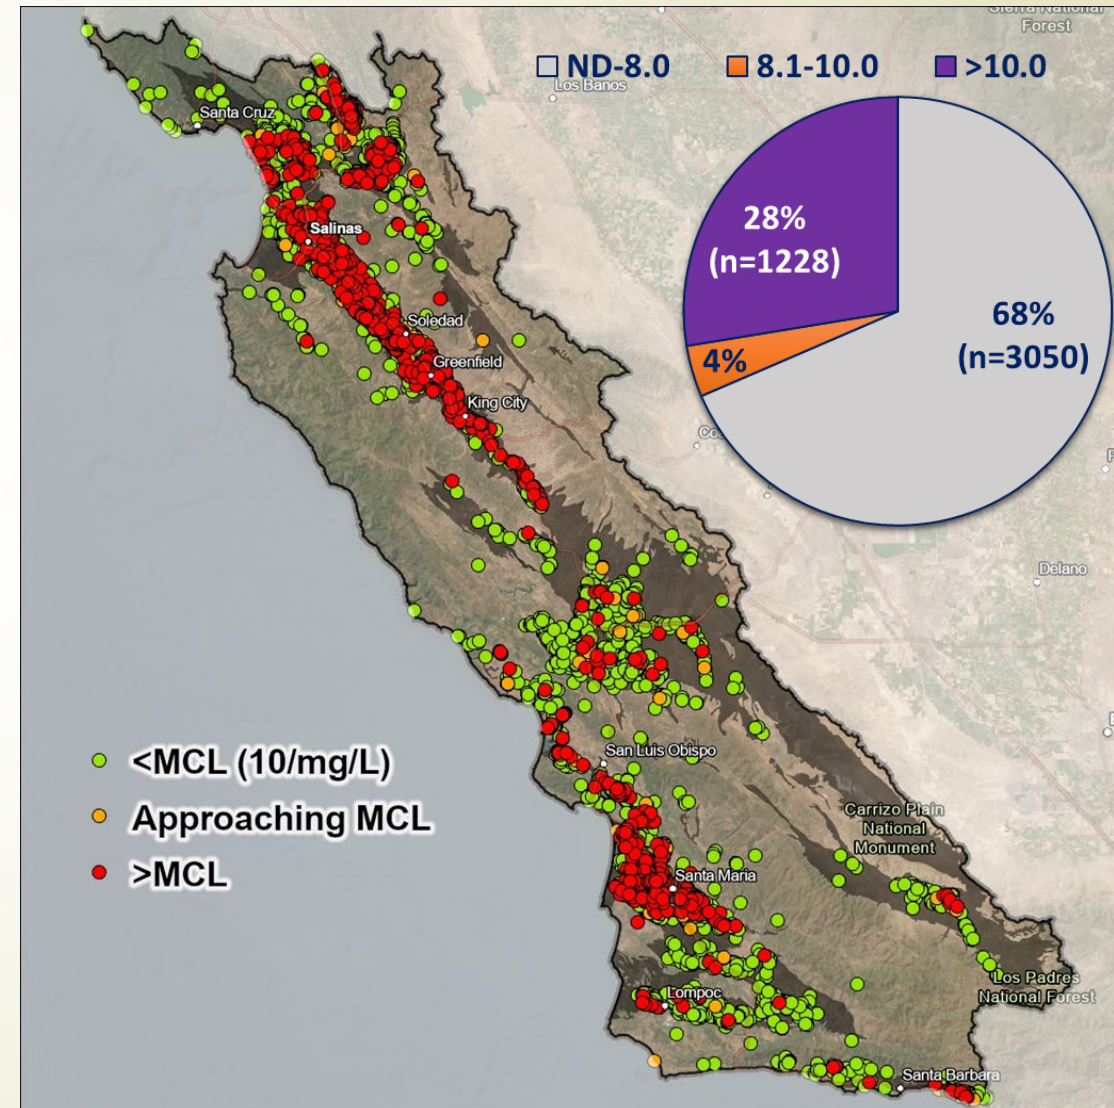 Sierra National
Forest
ND-8.0 8.1-10.0 >10.0
Los Banos
Santa Cruz
28%
(n=1228)
Salinas
68%
(n=3050)
Soledad
4%
Greenfield
King City
Delano
San Luis Obispo
<MCL (10/mg/L)
Approaching MCL
>MCL
Carrizo Plain
National
Monument
Santa Maria
Los Padres
National Forest
Lompoc
Santa Barbara